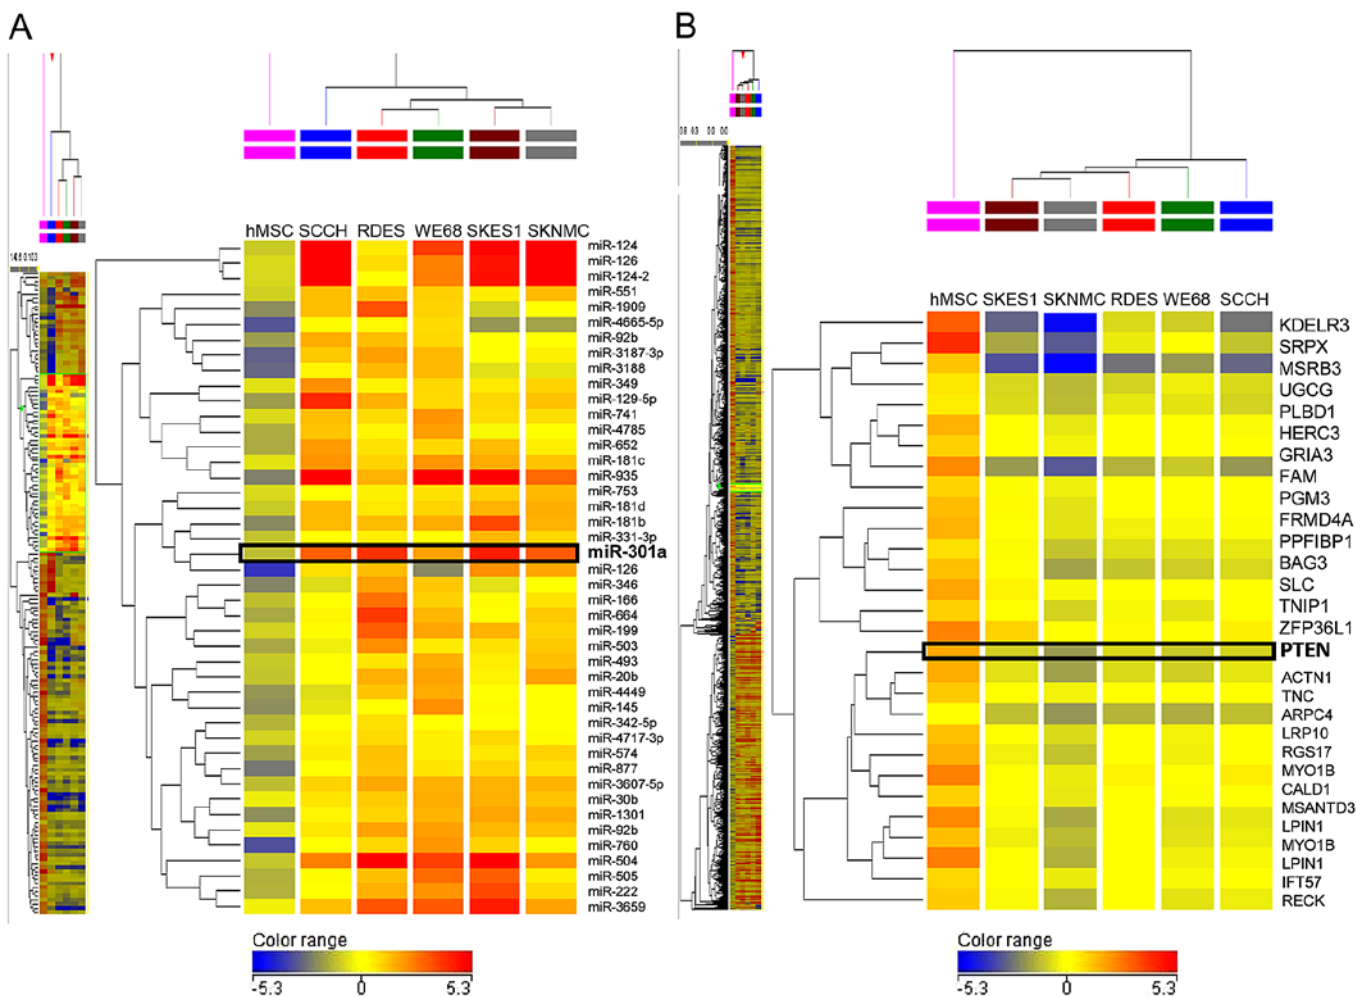 A
B
hMSC SCCH RDES WE68 SKES1 SKNMC
miR-124
miR-126
miR-124-2
miR-551
miR-1909
miR-4665-5p
miR-92b
miR-3187-3p
miR-3188
miR-349
miR-129-5p
miR-741
miR-4785
miR-652
miR-181c
miR-935
miR-753
miR-181d
miR-181b
miR-331-3p
miR-301a
miR-126
miR-346
miR-166
miR-664
miR-199
miR-503
miR-493
miR-20b
miR-4449
miR-145
miR-342-5p
miR-4717-3p
miR-574
miR-877
miR-3607-5p
miR-30b
miR-1301
miR-92b
miR-760
miR-504
miR-505
miR-222
miR-3659
Color range
-5.3 0 5.3
hMSC SKES1 SKNMC RDES WE68 SCCH
KDELR3
SRPX
MSRB3
UGCG
PLBD1
HERC3
GRIA3
FAM
PGM3
FRMD4A
PPFIBP1
BAG3
SLC
TNIP1
ZFP36L1
PTEN
ACTN1
TNC
ARPC4
LRP10
RGS17
MYO1B
CALD1
MSANTD3
LPIN1
MYO1B
LPIN1
IFT57
RECK
Color range
-5.3 0 5.3